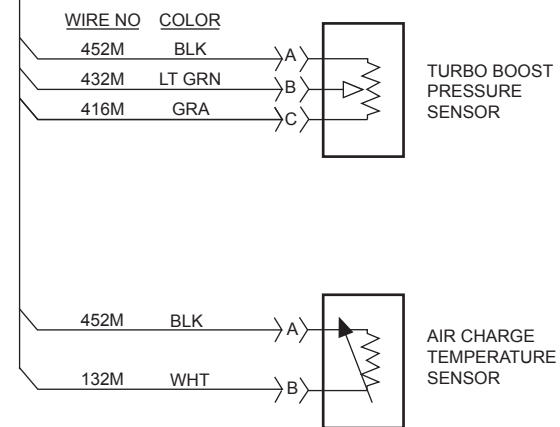 WIRE NO COLOR
452M BLK A
432M LT GRN B
416M GRA C
TURBO BOOST
PRESSURE
SENSOR
452M BLK A
132M WHT B
AIR CHARGE
TEMPERATURE
SENSOR